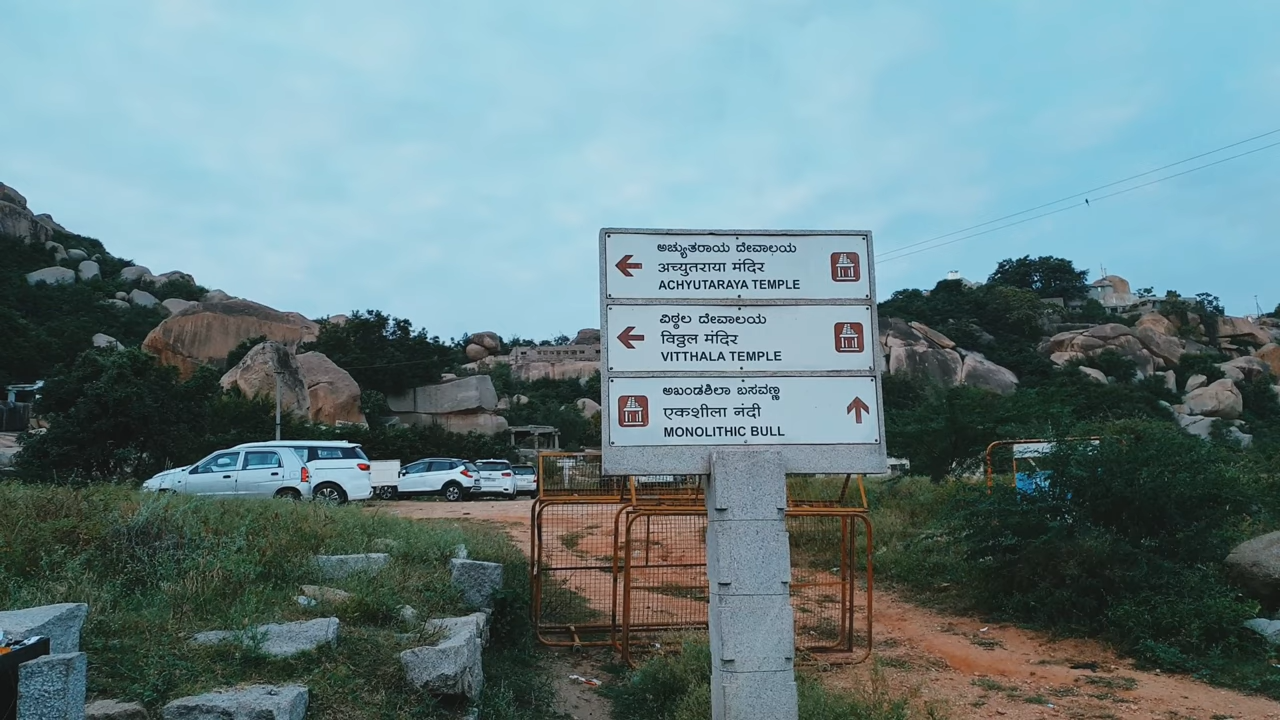 ಅಚ್ಯುತರಾಯ ದೇವಾಲಯ
अच्युतराया मंदिर
ACHYUTARAYA TEMPLE
ವಿಠ್ಠಲ ದೇವಾಲಯ
विठ्ठल मंदिर
VITTHALA TEMPLE
ಅಖಂಡಶಿಲಾ ಬಸವಣ್ಣ
एकशीला नंदी
MONOLITHIC BULL